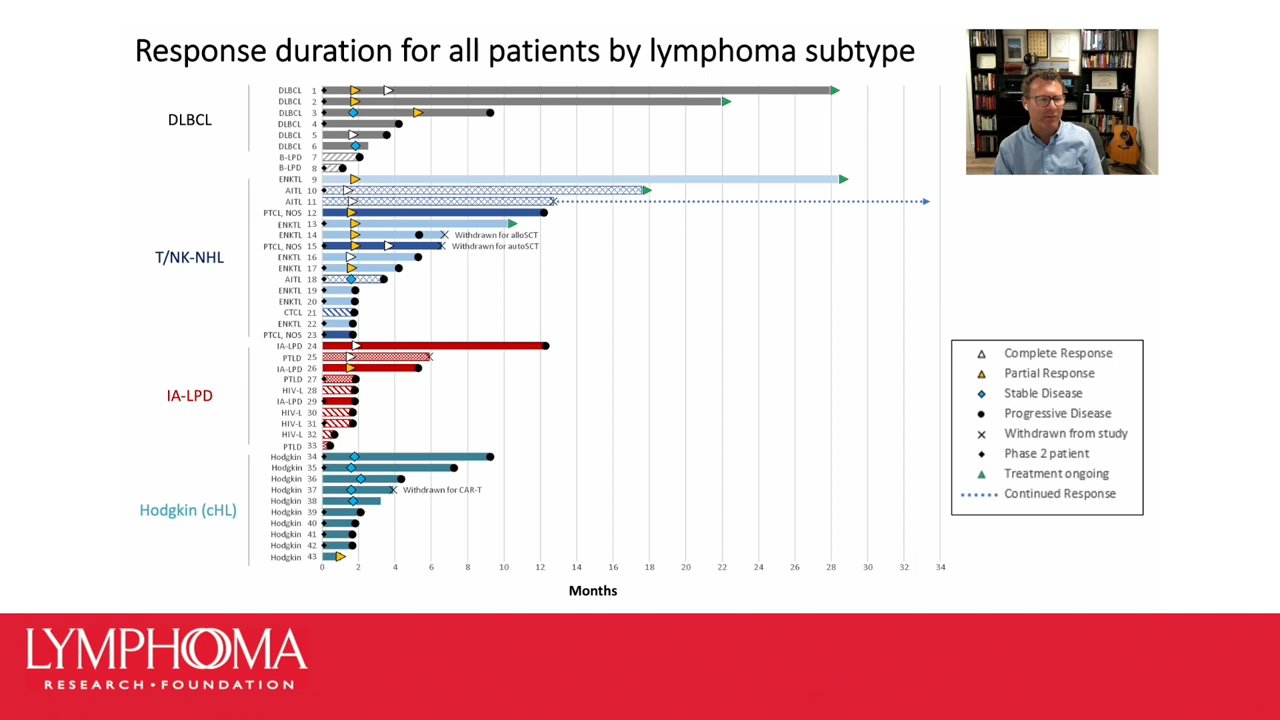 Response duration for all patients by lymphoma subtype
DLBCL
DLBCL 1
DLBCL 2
DLBCL 3
DLBCL 4
DLBCL 5
DLBCL 6
B-LPD 7
B-LPD 8
T/NK-NHL
ENKTL 9
AITL 10
AITL 11
PTCL, NOS 12
ENKTL 13
ENKTL 14 Withdrawn for alloSCT
PTCL, NOS 15 Withdrawn for autoSCT
ENKTL 16
ENKTL 17
AITL 18
ENKTL 19
ENKTL 20
CTCL 21
ENKTL 22
PTCL, NOS 23
IA-LPD
IA-LPD 24
PTLD 25
IA-LPD 26
PTLD 27
HIV-L 28
IA-LPD 29
HIV-L 30
HIV-L 31
HIV-L 32
PTLD 33
Hodgkin (cHL)
Hodgkin 34
Hodgkin 35
Hodgkin 36
Hodgkin 37 Withdrawn for CAR-T
Hodgkin 38
Hodgkin 39
Hodgkin 40
Hodgkin 41
Hodgkin 42
Hodgkin 43
0 2 4 6 8 10 12 14 16 18 20 22 24 26 28 30 32 34
Months
Complete Response
Partial Response
Stable Disease
Progressive Disease
Withdrawn from study
Phase 2 patient
Treatment ongoing
Continued Response
LYMPHOMA
RESEARCH • FOUNDATION